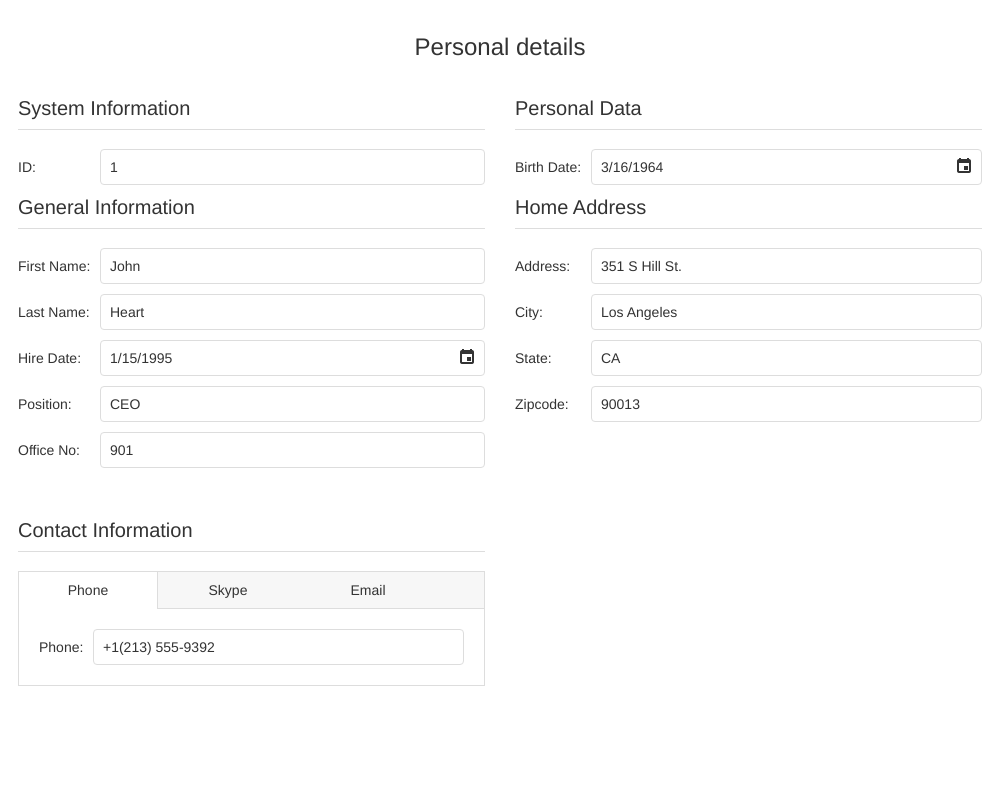 Personal details
System Information
ID: 1
General Information
First Name: John
Last Name: Heart
Hire Date: 1/15/1995
Position: CEO
Office No: 901
Contact Information
Phone Skype Email
Phone: +1(213) 555-9392
Personal Data
Birth Date: 3/16/1964
Home Address
Address: 351 S Hill St.
City: Los Angeles
State: CA
Zipcode: 90013